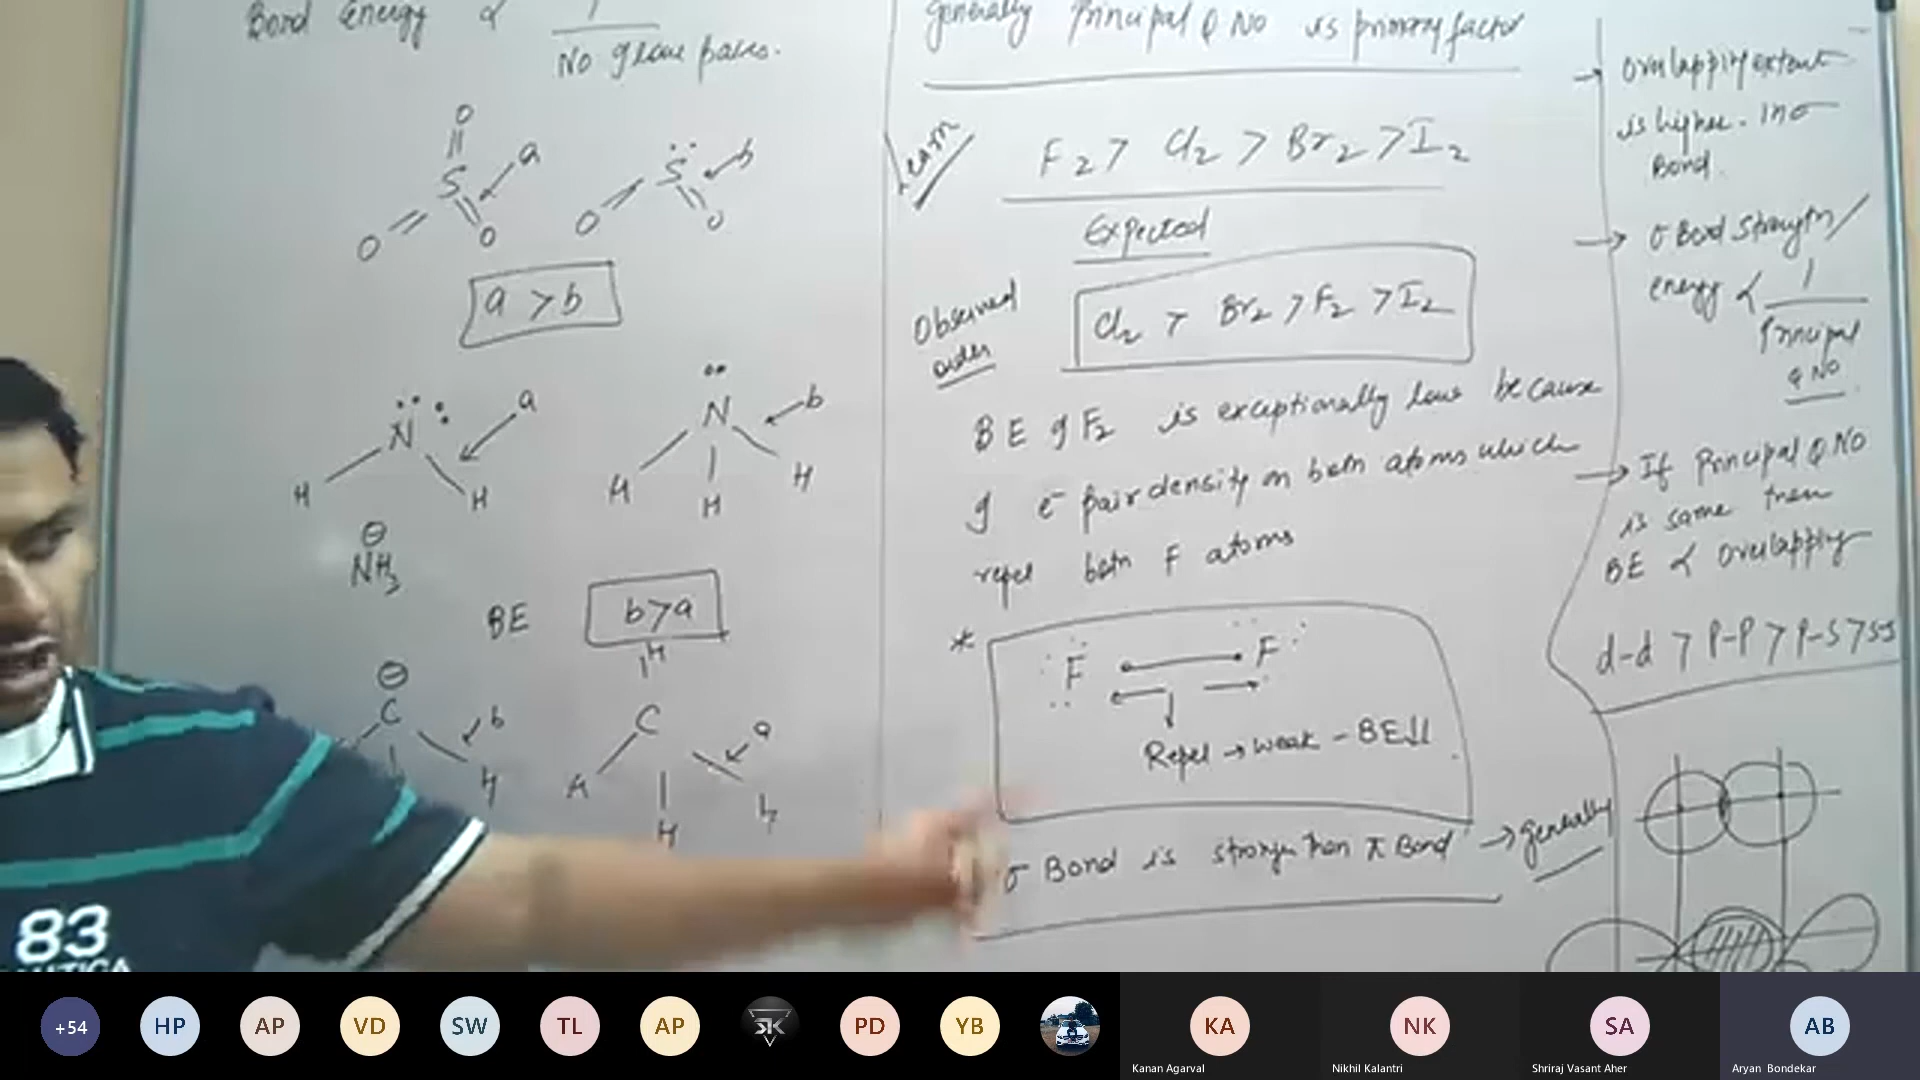 Bond Energy ∝ 1
No of lone pairs.
O
S
a
O
O
S
b
O
O
a > b
N
a
H
H
⊖
NH2
N
b
H
H
H
BE
b > a
⊖
C
b
H
H
C
a
H
H
H
Generally Principal Q No is primary factor
Learn
F2 > Cl2 > Br2 > I2
Expected
Observed
order
Cl2 > Br2 > F2 > I2
BE of F2 is exceptionally low because
of e- pair density on both atoms which
repel both F atoms
*
F
F
Repel → weak - BE↓↓
σ Bond is stronger than π Bond → generally
→ overlapping extent
is higher in σ
Bond.
→ σ Bond Strength/
energy ∝ 1
Principal
Q No
→ If Principal Q No
is same then
BE ∝ overlapping
d-d > P-P > P-S > S-S
83
NAUTICA
+54
HP
AP
VD
SW
TL
AP
SK
PD
YB
KA
Kanan Agarval
NK
Nikhil Kalantri
SA
Shriraj Vasant Aher
AB
Aryan Bondekar